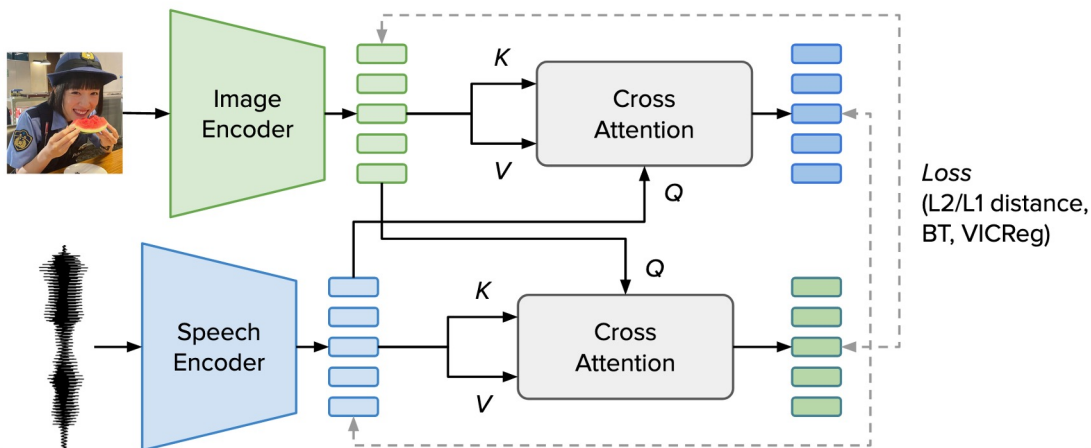 Image
Encoder
K
V
Cross
Attention
Q
Loss
(L2/L1 distance,
BT, VICReg)
Speech
Encoder
K
V
Q
Cross
Attention